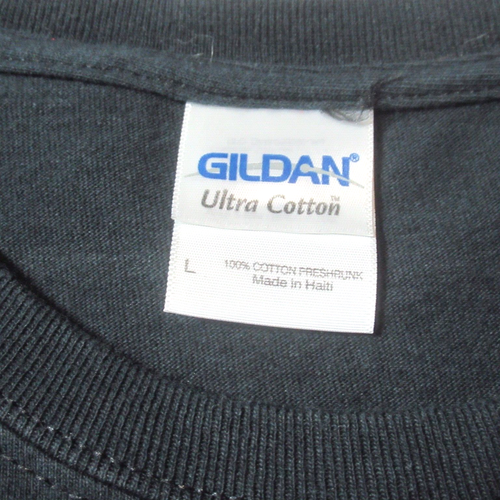 GILDAN®
Ultra Cotton™
L
100% COTTON PRESHRUNK
Made in Haiti